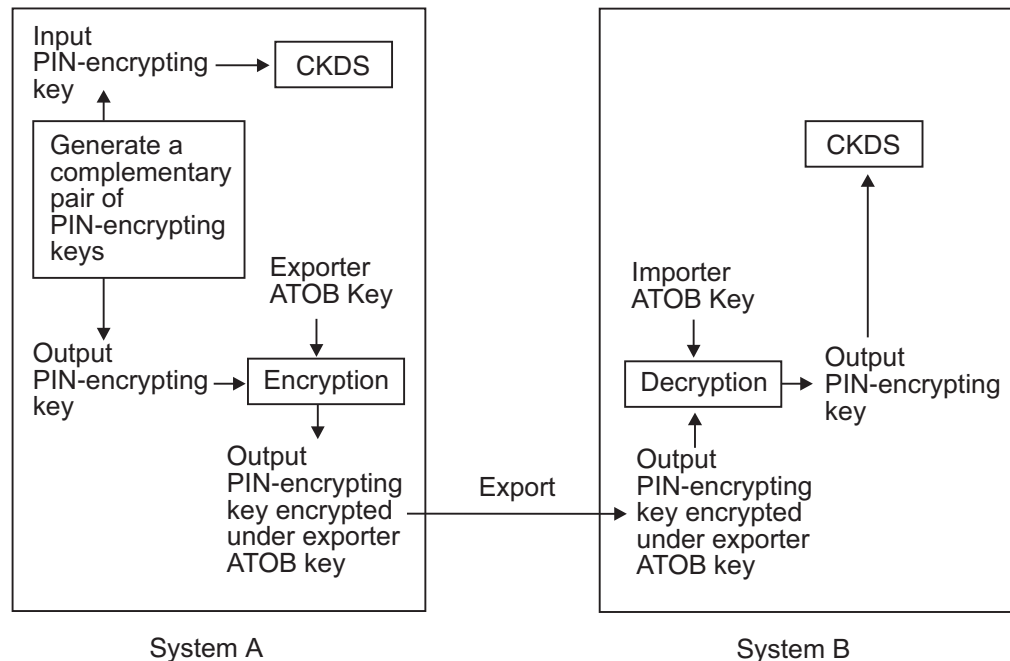 Input
PIN-encrypting
key
CKDS
Generate a
complementary
pair of
PIN-encrypting
keys
Exporter
ATOB Key
Output
PIN-encrypting
key
Encryption
Output
PIN-encrypting
key encrypted
under exporter
ATOB key
System A
Export
CKDS
Importer
ATOB Key
Decryption
Output
PIN-encrypting
key
Output
PIN-encrypting
key encrypted
under exporter
ATOB key
System B